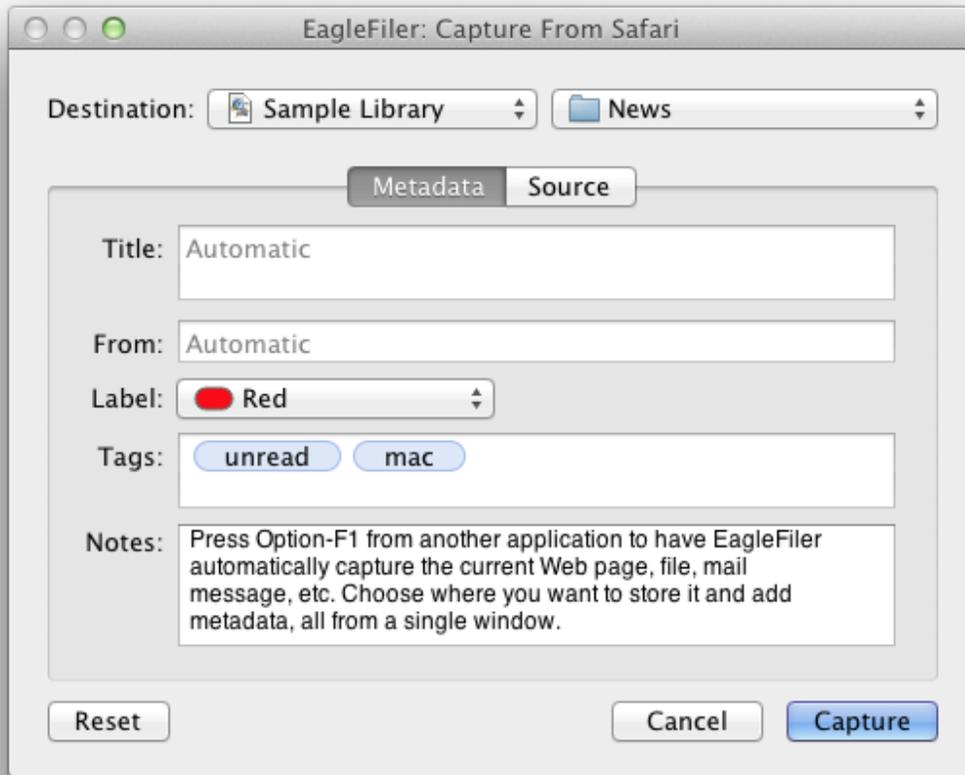 EagleFiler: Capture From Safari
Destination: Sample Library News
Metadata Source
Title: Automatic
From: Automatic
Label: Red
Tags: unread mac
Notes: Press Option-F1 from another application to have EagleFiler
automatically capture the current Web page, file, mail
message, etc. Choose where you want to store it and add
metadata, all from a single window.
Reset Cancel Capture